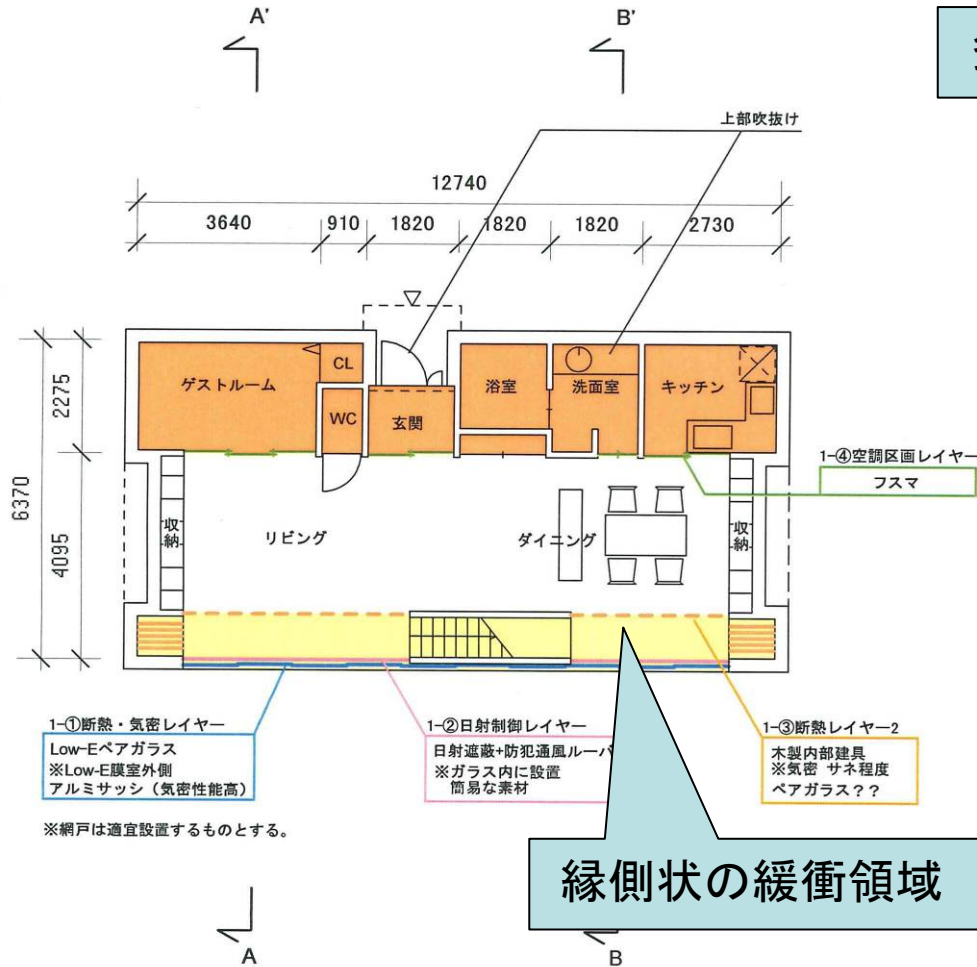 A'
B'
上部吹抜け
12740
3640
910
1820
1820
1820
2730
6370
2275
4095
ゲストルーム
CL
WC
玄関
浴室
洗面室
キッチン
収納
リビング
ダイニング
収納
1-④空調区画レイヤー
フスマ
1-①断熱・気密レイヤー
Low-Eペアガラス
※Low-E膜室外側
アルミサッシ（気密性能高）
※網戸は適宜設置するものとする。
1-②日射制御レイヤー
日射遮蔽+防犯通風ルーバ
※ガラス内に設置
簡易な素材
1-③断熱レイヤー2
木製内部建具
※気密 サネ程度
ペアガラス??
縁側状の緩衝領域
A
B